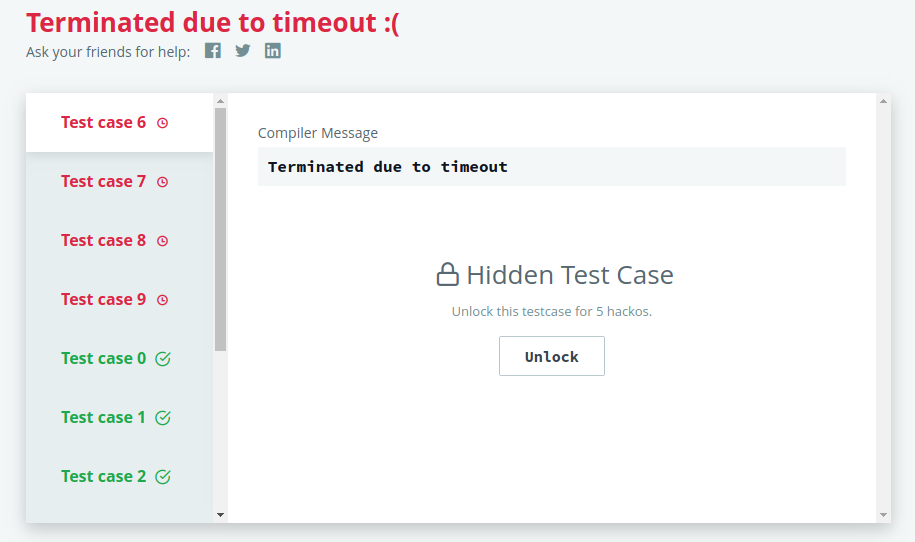 Terminated due to timeout :(
Ask your friends for help:
Test case 6
Test case 7
Test case 8
Test case 9
Test case 0
Test case 1
Test case 2
Compiler Message
Terminated due to timeout
Hidden Test Case
Unlock this testcase for 5 hackos.
Unlock